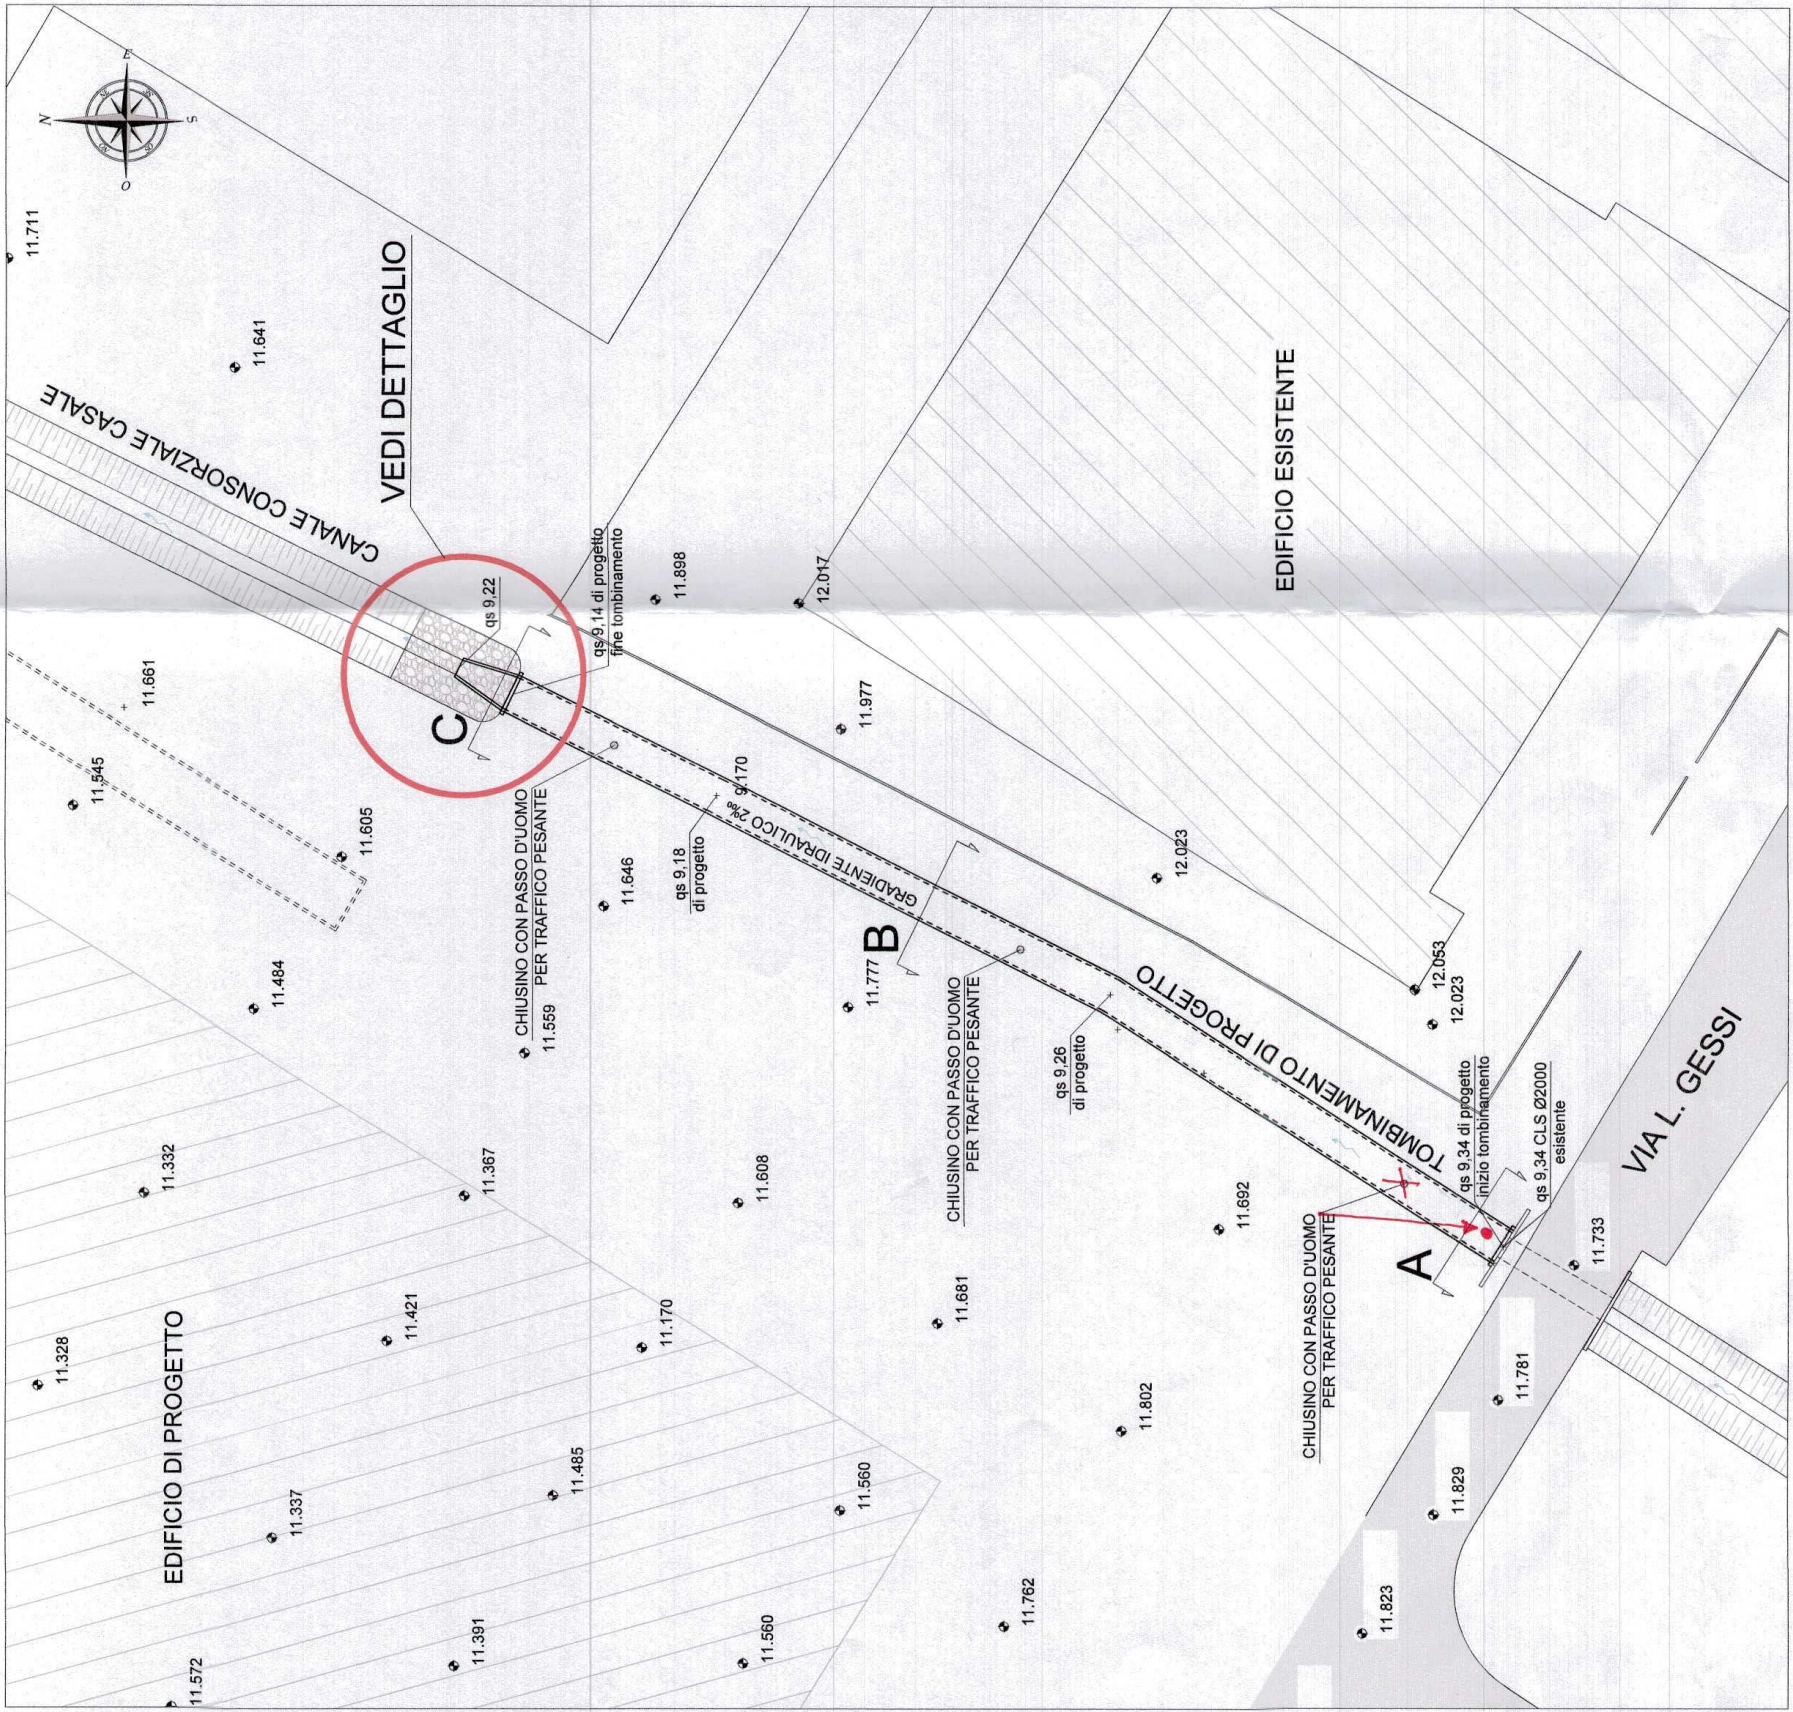 E
N
S
O
NE
SE
NO
SO
11.711
11.641
CANALE CONSORZIALE CASALE
VEDI DETTAGLIO
qs 9,22
qs 9,14 di progetto
fine tombinamento
11.898
12.017
EDIFICIO ESISTENTE
11.661
11.545
11.605
C
CHIUSINO CON PASSO D'UOMO
PER TRAFFICO PESANTE
11.559
11.646
qs 9,18
di progetto
9.170
GRADIENTE IDRAULICO 2‰
11.977
12.023
B
11.777
11.484
CHIUSINO CON PASSO D'UOMO
PER TRAFFICO PESANTE
qs 9,26
di progetto
TOMBINAMENTO DI PROGETTO
12.053
12.023
qs 9,34 di progetto
inizio tombinamento
qs 9,34 CLS Ø2000
esistente
VIA L. GESSI
11.332
11.367
11.608
11.692
CHIUSINO CON PASSO D'UOMO
PER TRAFFICO PESANTE
A
11.733
11.328
EDIFICIO DI PROGETTO
11.421
11.170
11.681
11.802
11.781
11.337
11.485
11.560
11.829
11.572
11.391
11.560
11.762
11.823